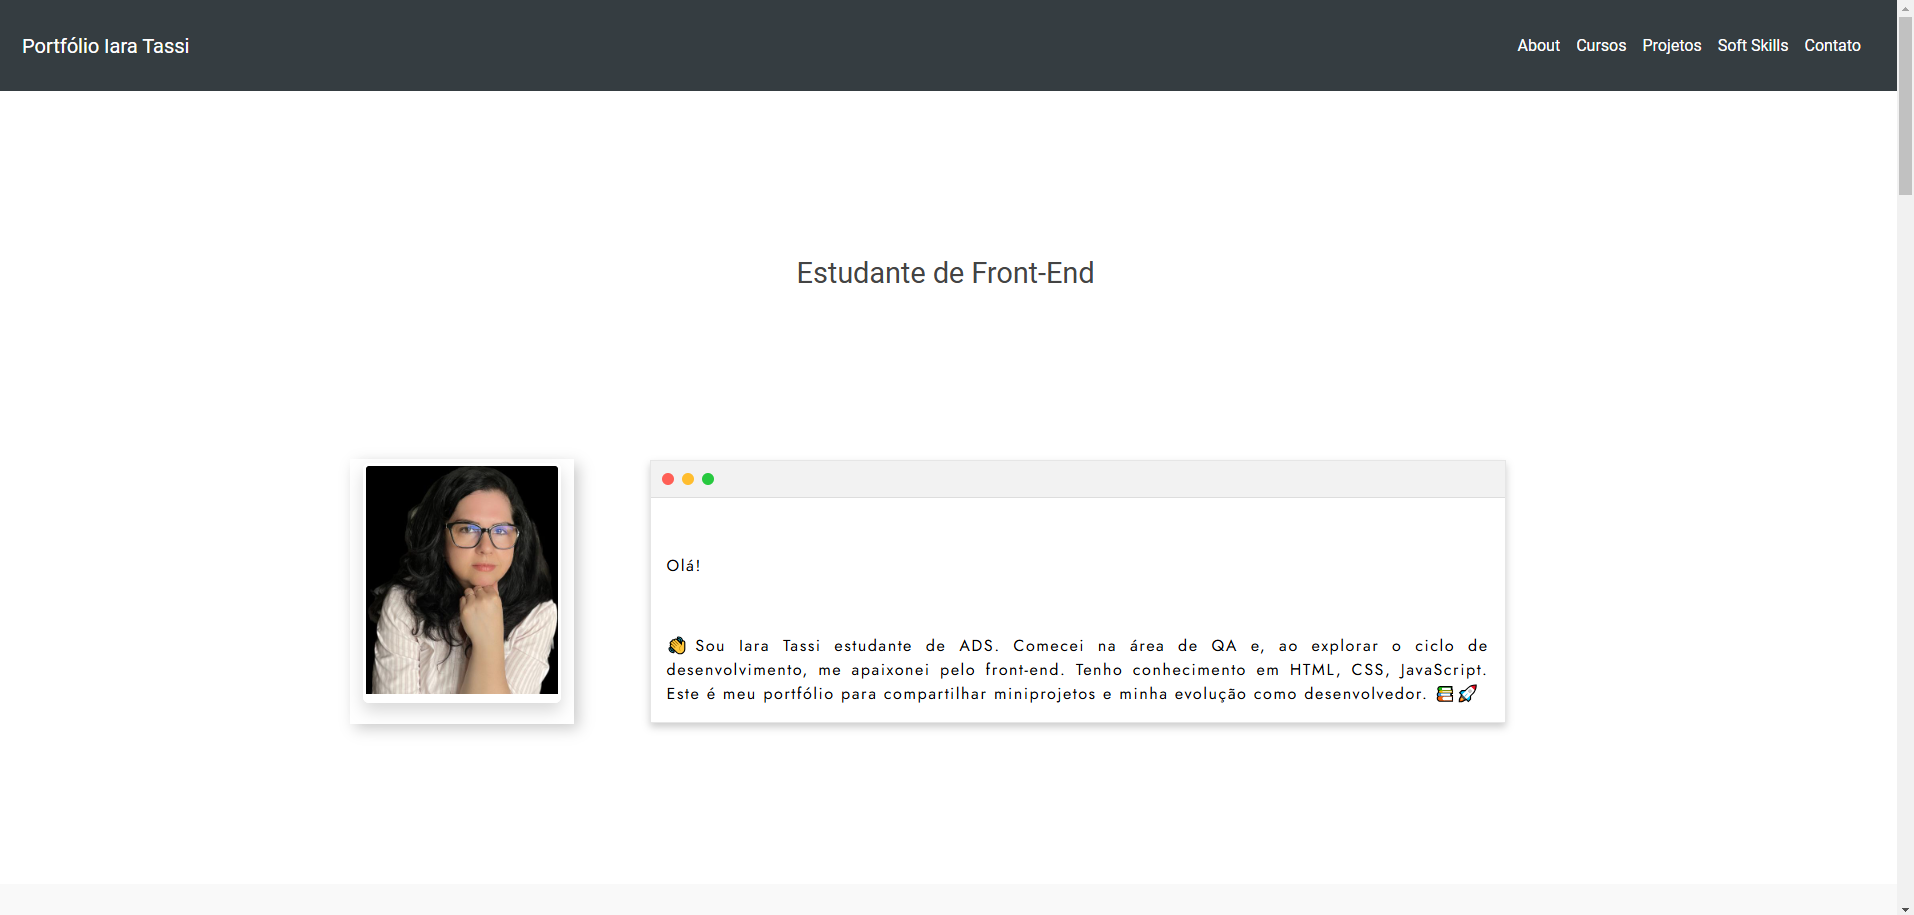 Portfólio Iara Tassi
About Cursos Projetos Soft Skills Contato
Estudante de Front-End
Olá!
👏 Sou Iara Tassi estudante de ADS. Comecei na área de QA e, ao explorar o ciclo de
desenvolvimento, me apaixonei pelo front-end. Tenho conhecimento em HTML, CSS, JavaScript.
Este é meu portfólio para compartilhar miniprojetos e minha evolução como desenvolvedor. 📚🚀